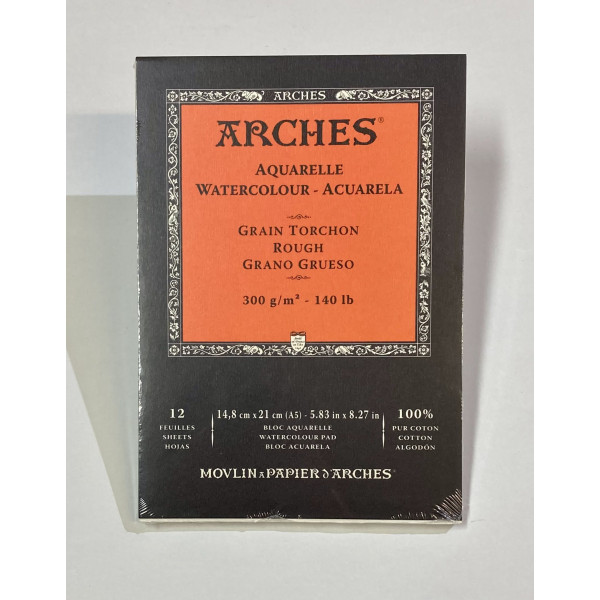 ARCHES
ARCHES®
AQUARELLE
WATERCOLOUR - ACUARELA
GRAIN TORCHON
ROUGH
GRANO GRUESO
300 g/m² - 140 lb
12
FEUILLES
SHEETS
HOJAS
14,8 cm x 21 cm (A5) - 5.83 in x 8.27 in
BLOC AQUARELLE
WATERCOLOUR PAD
BLOC ACUARELA
100%
PUR COTON
COTTON
ALGODÓN
MOVLIN À PAPIER D'ARCHES®